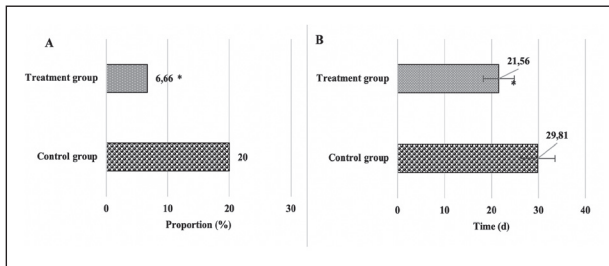 A
Treatment group
6,66 *
Control group
20
0 10 20 30
Proportion (%)
B
Treatment group
21,56
*
Control group
29,81
0 10 20 30 40
Time (d)